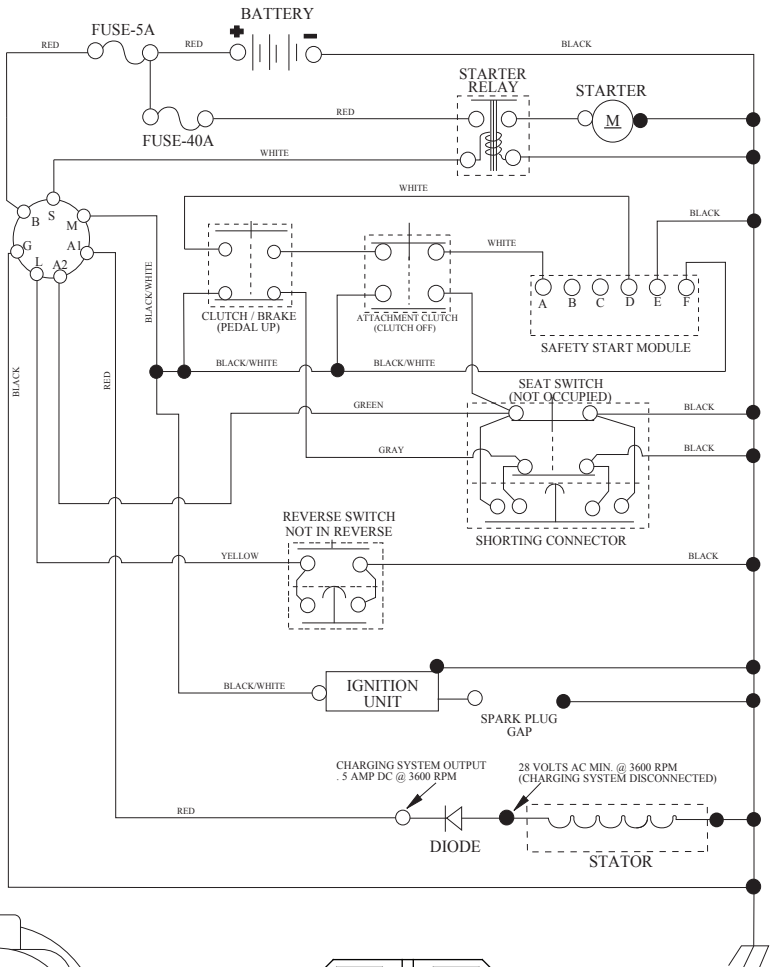 BATTERY
FUSE-5A
RED
RED
BLACK
STARTER
RELAY
STARTER
RED
M
FUSE-40A
WHITE
WHITE
B
S
M
G
A1
L
A2
BLACK
WHITE
BLACK/WHITE
A
B
C
D
E
F
CLUTCH / BRAKE
(PEDAL UP)
ATTACHMENT CLUTCH
(CLUTCH OFF)
SAFETY START MODULE
BLACK/WHITE
BLACK/WHITE
BLACK
RED
SEAT SWITCH
(NOT OCCUPIED)
GREEN
BLACK
GRAY
BLACK
REVERSE SWITCH
NOT IN REVERSE
SHORTING CONNECTOR
YELLOW
BLACK
BLACK/WHITE
IGNITION
UNIT
SPARK PLUG
GAP
CHARGING SYSTEM OUTPUT
. 5 AMP DC @ 3600 RPM
28 VOLTS AC MIN. @ 3600 RPM
(CHARGING SYSTEM DISCONNECTED)
RED
DIODE
STATOR